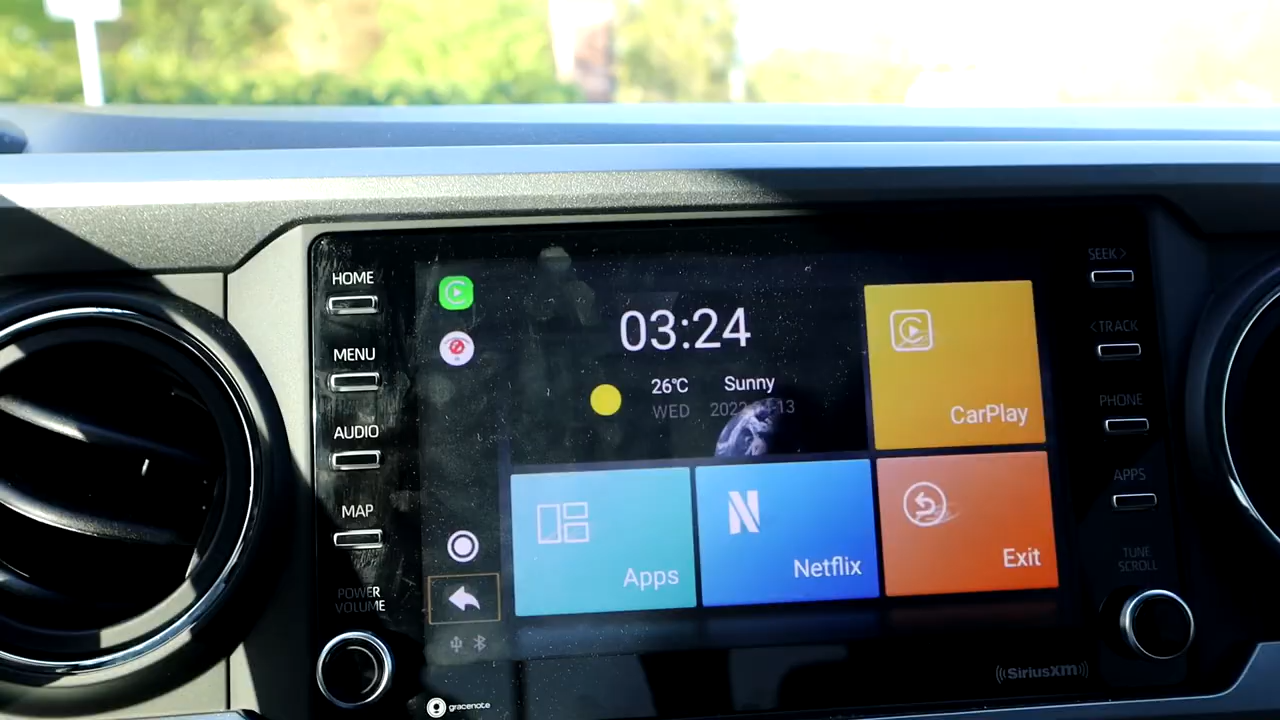 HOME
MENU
AUDIO
MAP
POWER
VOLUME
03:24
26°C Sunny
WED
CarPlay
Apps
Netflix
Exit
SEEK >
< TRACK
PHONE
APPS
TUNE
SCROLL
SiriusXM
gracenote